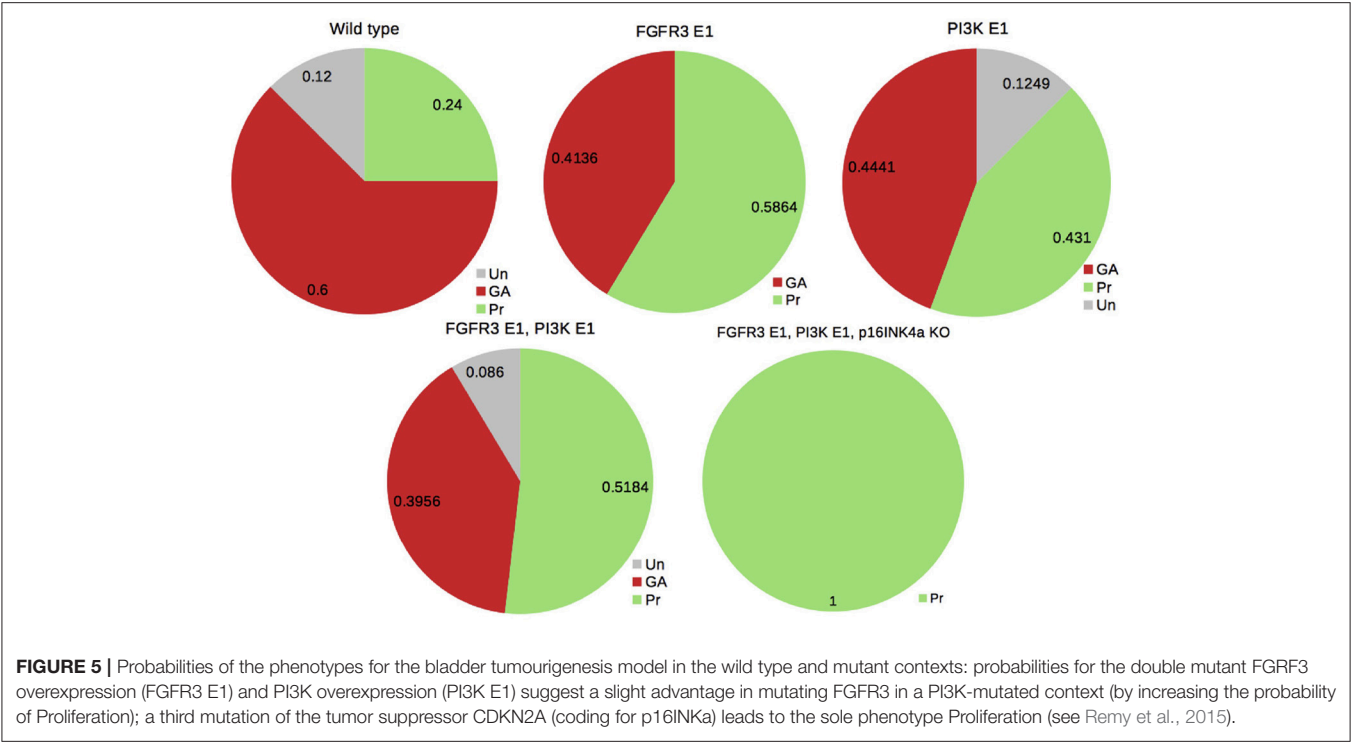 Wild type
0.12
0.24
0.6
Un
GA
Pr
FGFR3 E1
0.4136
0.5864
GA
Pr
PI3K E1
0.1249
0.4441
0.431
GA
Pr
Un
FGFR3 E1, PI3K E1
0.086
0.3956
0.5184
Un
GA
Pr
FGFR3 E1, PI3K E1, p16INK4a KO
1
Pr
FIGURE 5 | Probabilities of the phenotypes for the bladder tumourigenesis model in the wild type and mutant contexts: probabilities for the double mutant FGRF3
overexpression (FGFR3 E1) and PI3K overexpression (PI3K E1) suggest a slight advantage in mutating FGFR3 in a PI3K-mutated context (by increasing the probability
of Proliferation); a third mutation of the tumor suppressor CDKN2A (coding for p16INKa) leads to the sole phenotype Proliferation (see Remy et al., 2015).